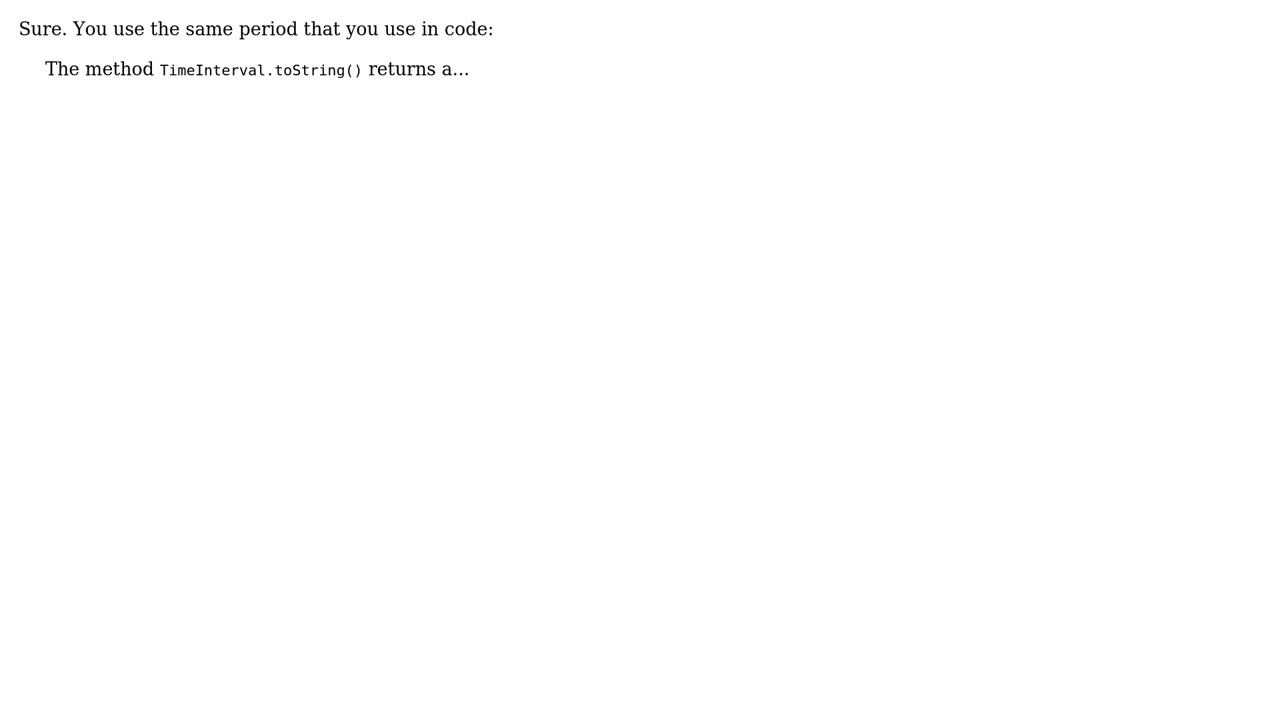 Sure. You use the same period that you use in code:
The method TimeInterval.toString() returns a...